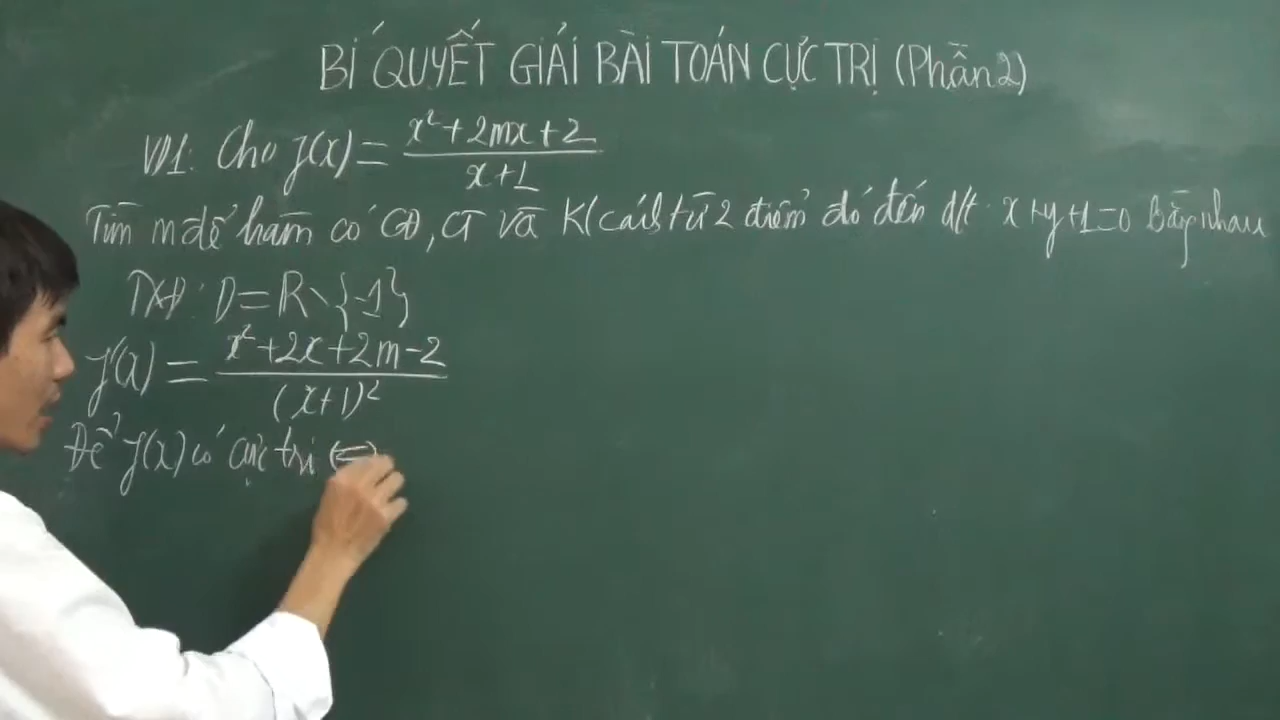 BÍ QUYẾT GIẢI BÀI TOÁN CỰC TRỊ (Phần 2)
VD1: Cho f(x) = (x² + 2mx + 2)/(x + 1)
Tìm m để hàm có CĐ, CT và K/cách từ 2 điểm đó đến đ/t x+y+1=0 bằng nhau
TXĐ: D = R \ {-1}
f'(x) = (x² + 2x + 2m - 2)/(x+1)²
Để f(x) có cực trị ⇔